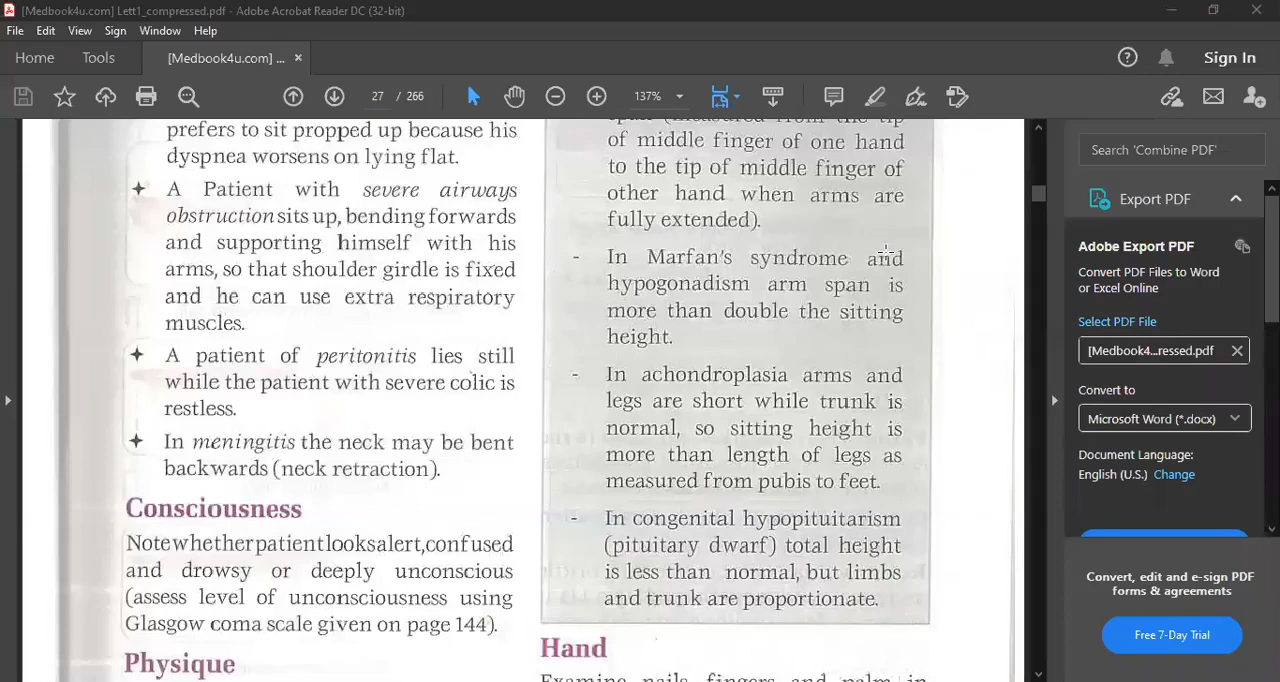 [Medbook4u.com] Lett1_compressed.pdf - Adobe Acrobat Reader DC (32-bit)
File Edit View Sign Window Help
Home Tools [Medbook4u.com] ... × Sign In
27 / 266 137%
prefers to sit propped up because his
dyspnea worsens on lying flat.
A Patient with severe airways
obstruction sits up, bending forwards
and supporting himself with his
arms, so that shoulder girdle is fixed
and he can use extra respiratory
muscles.
A patient of peritonitis lies still
while the patient with severe colic is
restless.
In meningitis the neck may be bent
backwards (neck retraction).
Consciousness
Note whether patient looks alert, confused
and drowsy or deeply unconscious
(assess level of unconsciousness using
Glasgow coma scale given on page 144).
Physique
span (measured from the tip
of middle finger of one hand
to the tip of middle finger of
other hand when arms are
fully extended).
- In Marfan's syndrome and
hypogonadism arm span is
more than double the sitting
height.
- In achondroplasia arms and
legs are short while trunk is
normal, so sitting height is
more than length of legs as
measured from pubis to feet.
- In congenital hypopituitarism
(pituitary dwarf) total height
is less than normal, but limbs
and trunk are proportionate.
Hand
Examine nails, fingers and palm in
Search 'Combine PDF'
Export PDF
Adobe Export PDF
Convert PDF Files to Word
or Excel Online
Select PDF File
[Medbook4...ressed.pdf
Convert to
Microsoft Word (*.docx)
Document Language:
English (U.S.) Change
Convert, edit and e-sign PDF
forms & agreements
Free 7-Day Trial